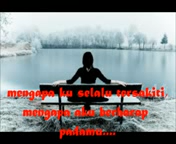 mengapa ku selalu tersakiti,
mengapa aku berharap
padamu....